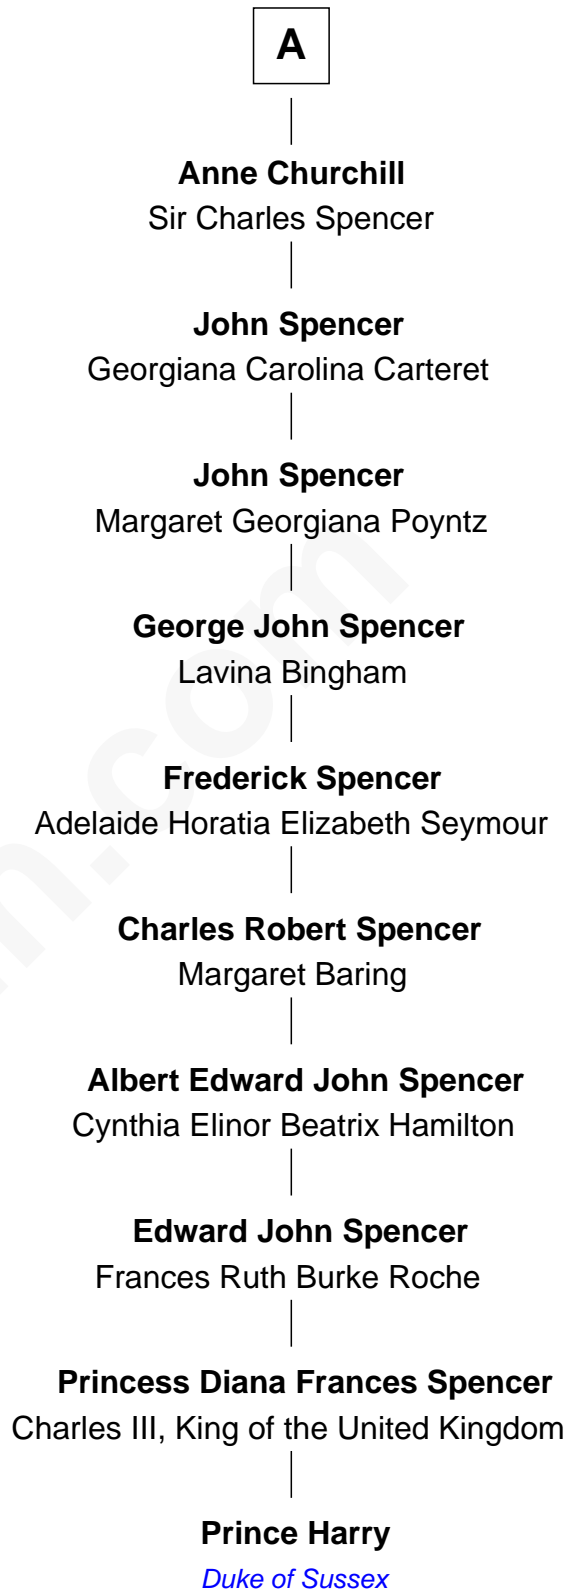 A
Anne Churchill
Sir Charles Spencer
John Spencer
Georgiana Carolina Carteret
John Spencer
Margaret Georgiana Poyntz
George John Spencer
Lavina Bingham
Frederick Spencer
Adelaide Horatia Elizabeth Seymour
Charles Robert Spencer
Margaret Baring
Albert Edward John Spencer
Cynthia Elinor Beatrix Hamilton
Edward John Spencer
Frances Ruth Burke Roche
Princess Diana Frances Spencer
Charles III, King of the United Kingdom
Prince Harry
Duke of Sussex